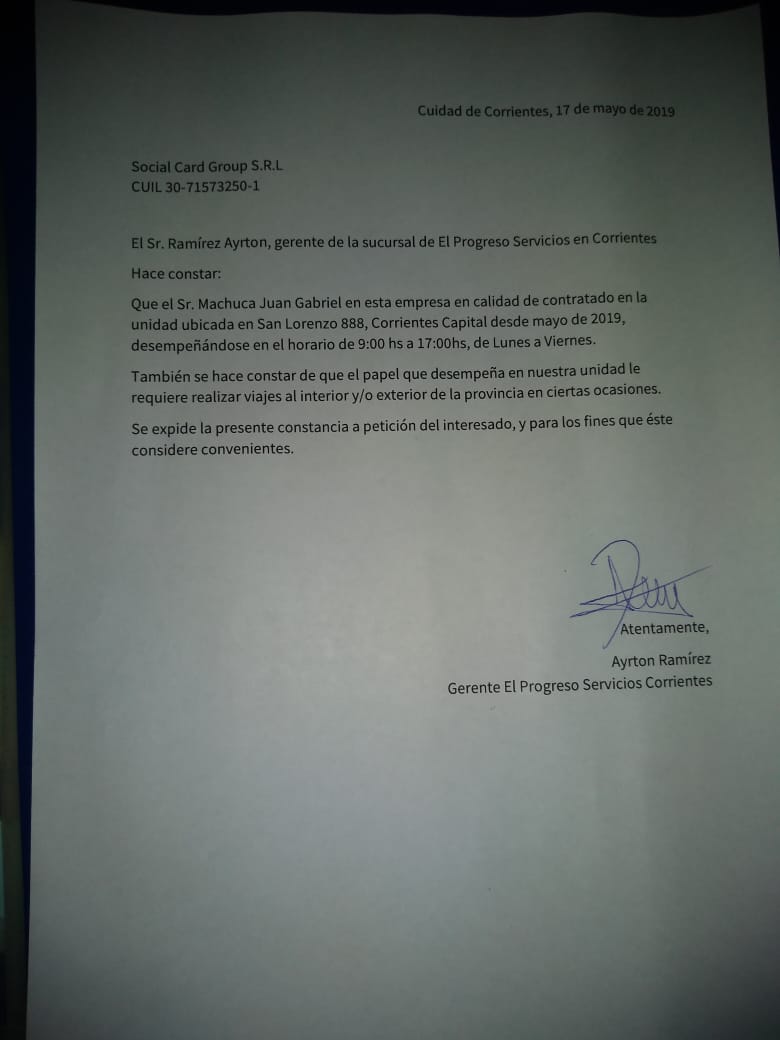 Cuidad de Corrientes, 17 de mayo de 2019
Social Card Group S.R.L
CUIL 30-71573250-1
El Sr. Ramírez Ayrton, gerente de la sucursal de El Progreso Servicios en Corrientes
Hace constar:
Que el Sr. Machuca Juan Gabriel en esta empresa en calidad de contratado en la
unidad ubicada en San Lorenzo 888, Corrientes Capital desde mayo de 2019,
desempeñándose en el horario de 9:00 hs a 17:00hs, de Lunes a Viernes.
También se hace constar de que el papel que desempeña en nuestra unidad le
requiere realizar viajes al interior y/o exterior de la provincia en ciertas ocasiones.
Se expide la presente constancia a petición del interesado, y para los fines que éste
considere convenientes.
Atentamente,
Ayrton Ramírez
Gerente El Progreso Servicios Corrientes